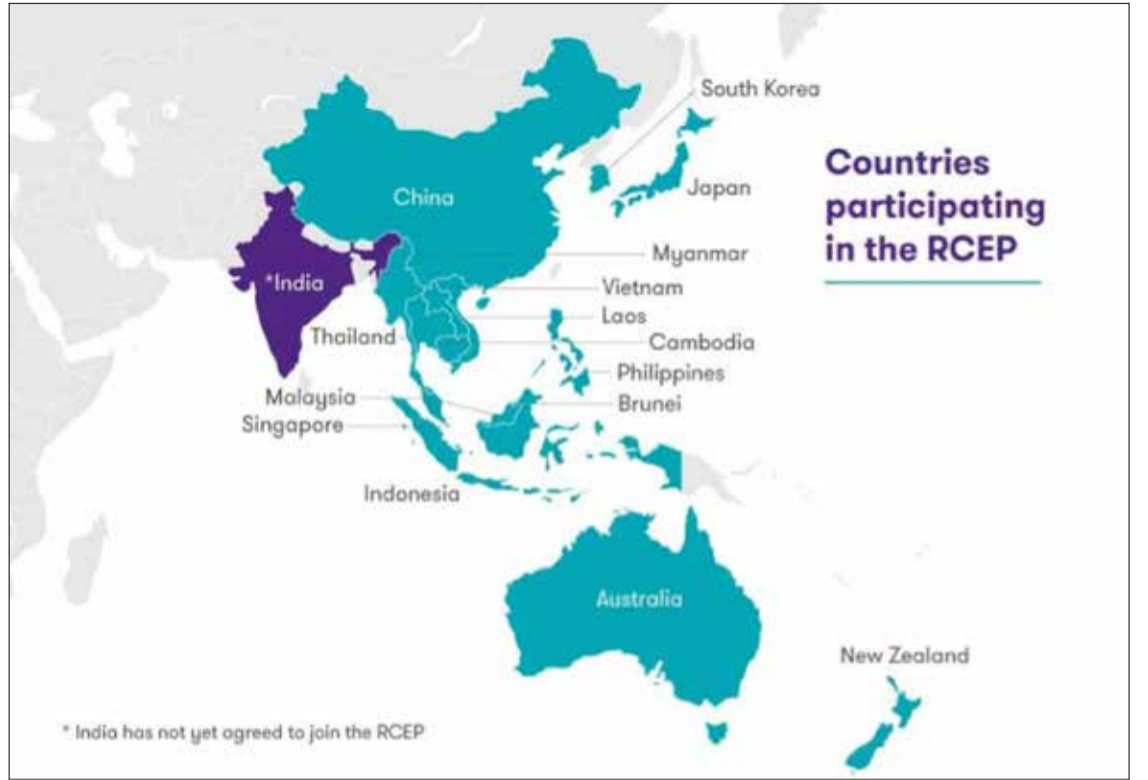 South Korea
Countries
participating
in the RCEP
Japan
China
Myanmar
*India
Vietnam
Laos
Thailand
Cambodia
Philippines
Malaysia
Brunei
Singapore
Indonesia
Australia
New Zealand
* India has not yet agreed to join the RCEP